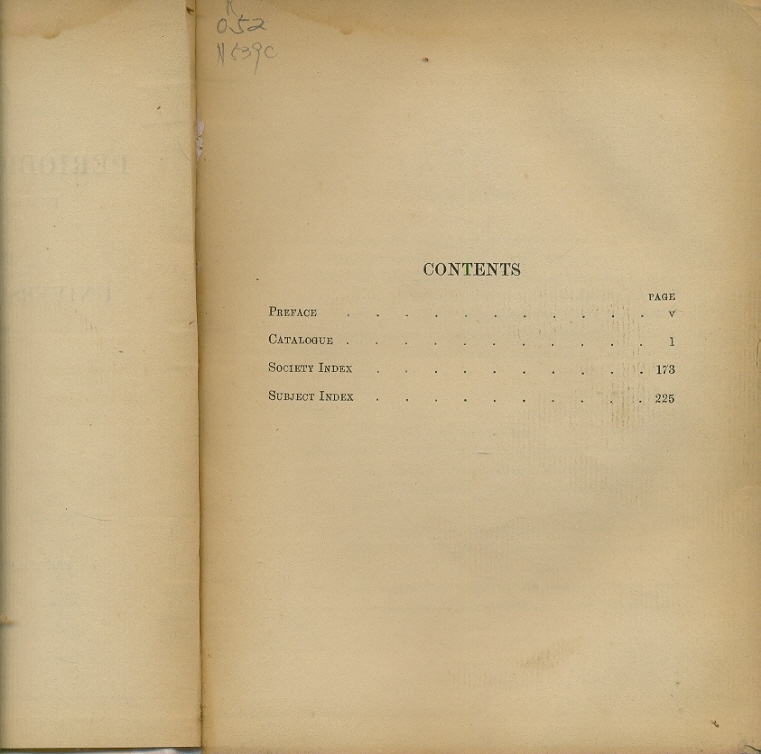 052
N539C
CONTENTS
PAGE
PREFACE . . . . . . . . . . . v
CATALOGUE . . . . . . . . . . . 1
SOCIETY INDEX . . . . . . . . . . 173
SUBJECT INDEX . . . . . . . . . . 225